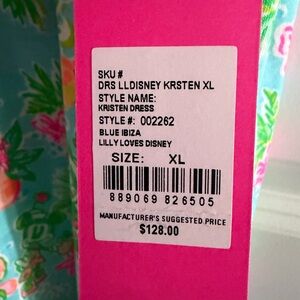 SKU #
DRS LLDISNEY KRSTEN XL
STYLE NAME:
KRISTEN DRESS
STYLE #: 002262
BLUE IBIZA
LILLY LOVES DISNEY
SIZE: XL
889069 826505
MANUFACTURER'S SUGGESTED PRICE
$128.00